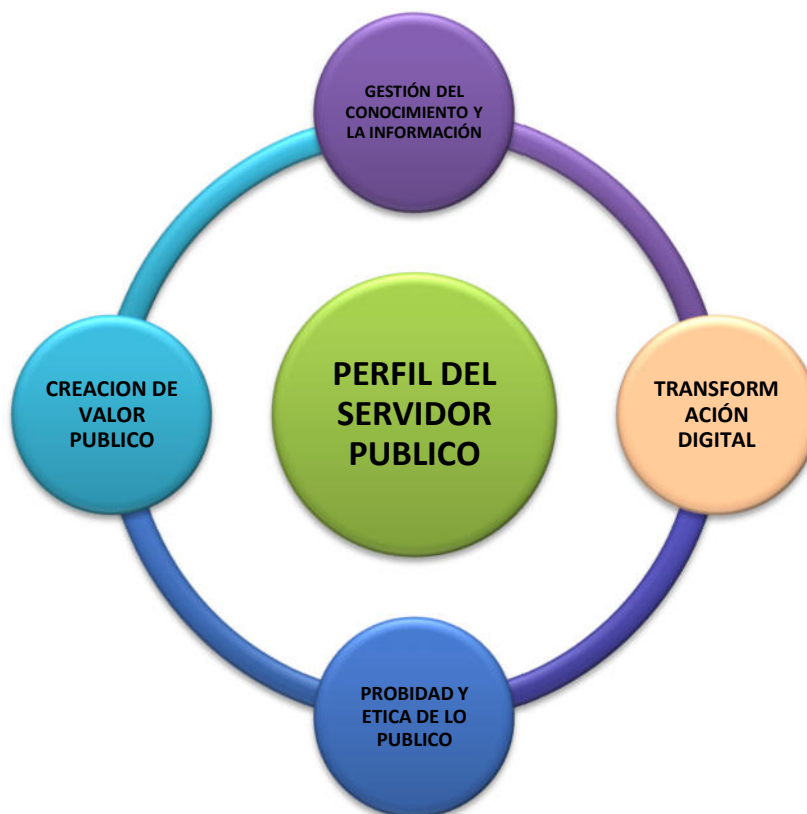 GESTIÓN DEL
CONOCIMIENTO Y
LA INFORMACIÓN
CREACION DE
VALOR
PUBLICO
PERFIL DEL
SERVIDOR
PUBLICO
TRANSFORM
ACIÓN
DIGITAL
PROBIDAD Y
ETICA DE LO
PUBLICO